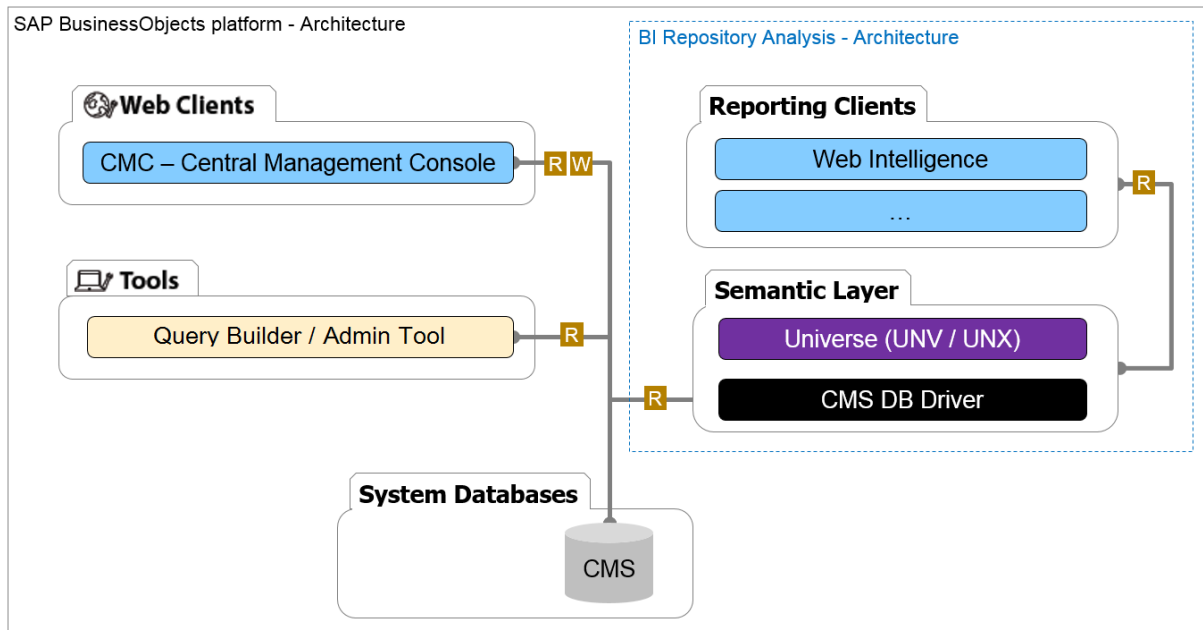 SAP BusinessObjects platform - Architecture
BI Repository Analysis - Architecture
Web Clients
CMC – Central Management Console
R W
Reporting Clients
Web Intelligence
...
R
Tools
Query Builder / Admin Tool
R
Semantic Layer
Universe (UNV / UNX)
CMS DB Driver
R
System Databases
CMS